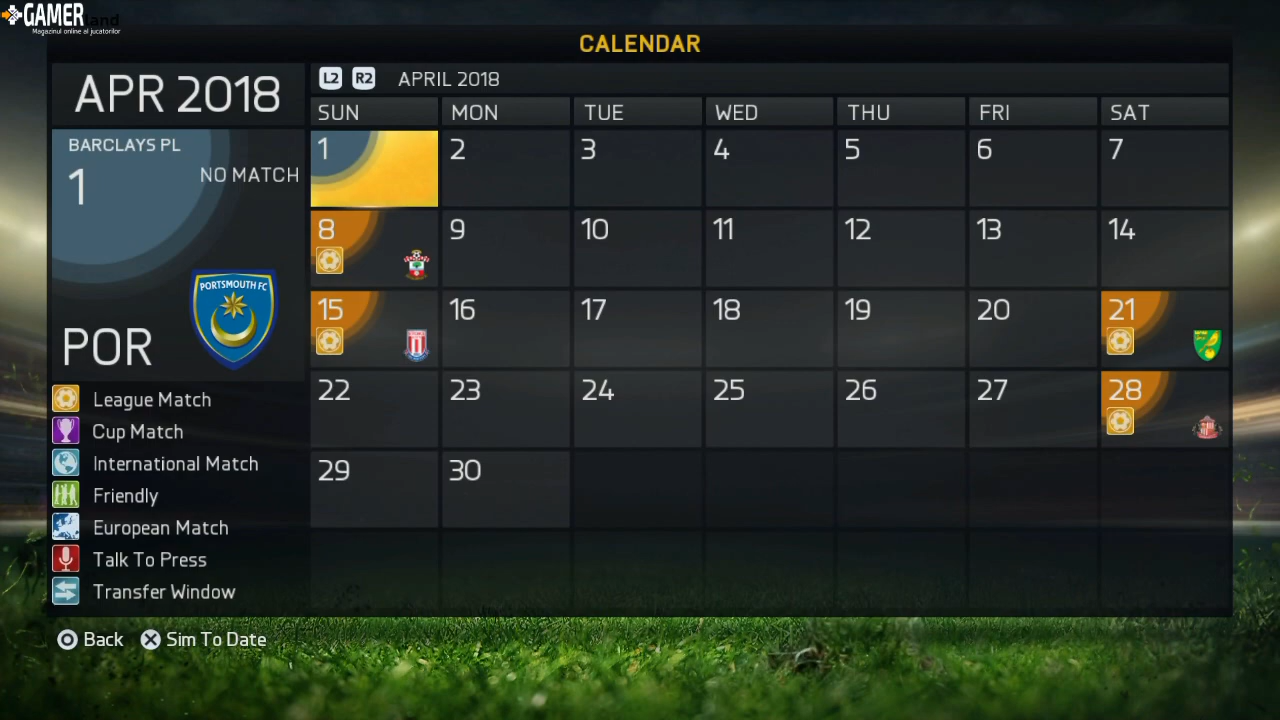 GAMERland
Magazinul online al jucatorilor
CALENDAR
APR 2018
L2 R2 APRIL 2018
SUN MON TUE WED THU FRI SAT
BARCLAYS PL
1 NO MATCH
PORTSMOUTH FC
POR
1 2 3 4 5 6 7
8 9 10 11 12 13 14
15 16 17 18 19 20 21
22 23 24 25 26 27 28
29 30
League Match
Cup Match
International Match
Friendly
European Match
Talk To Press
Transfer Window
Back Sim To Date